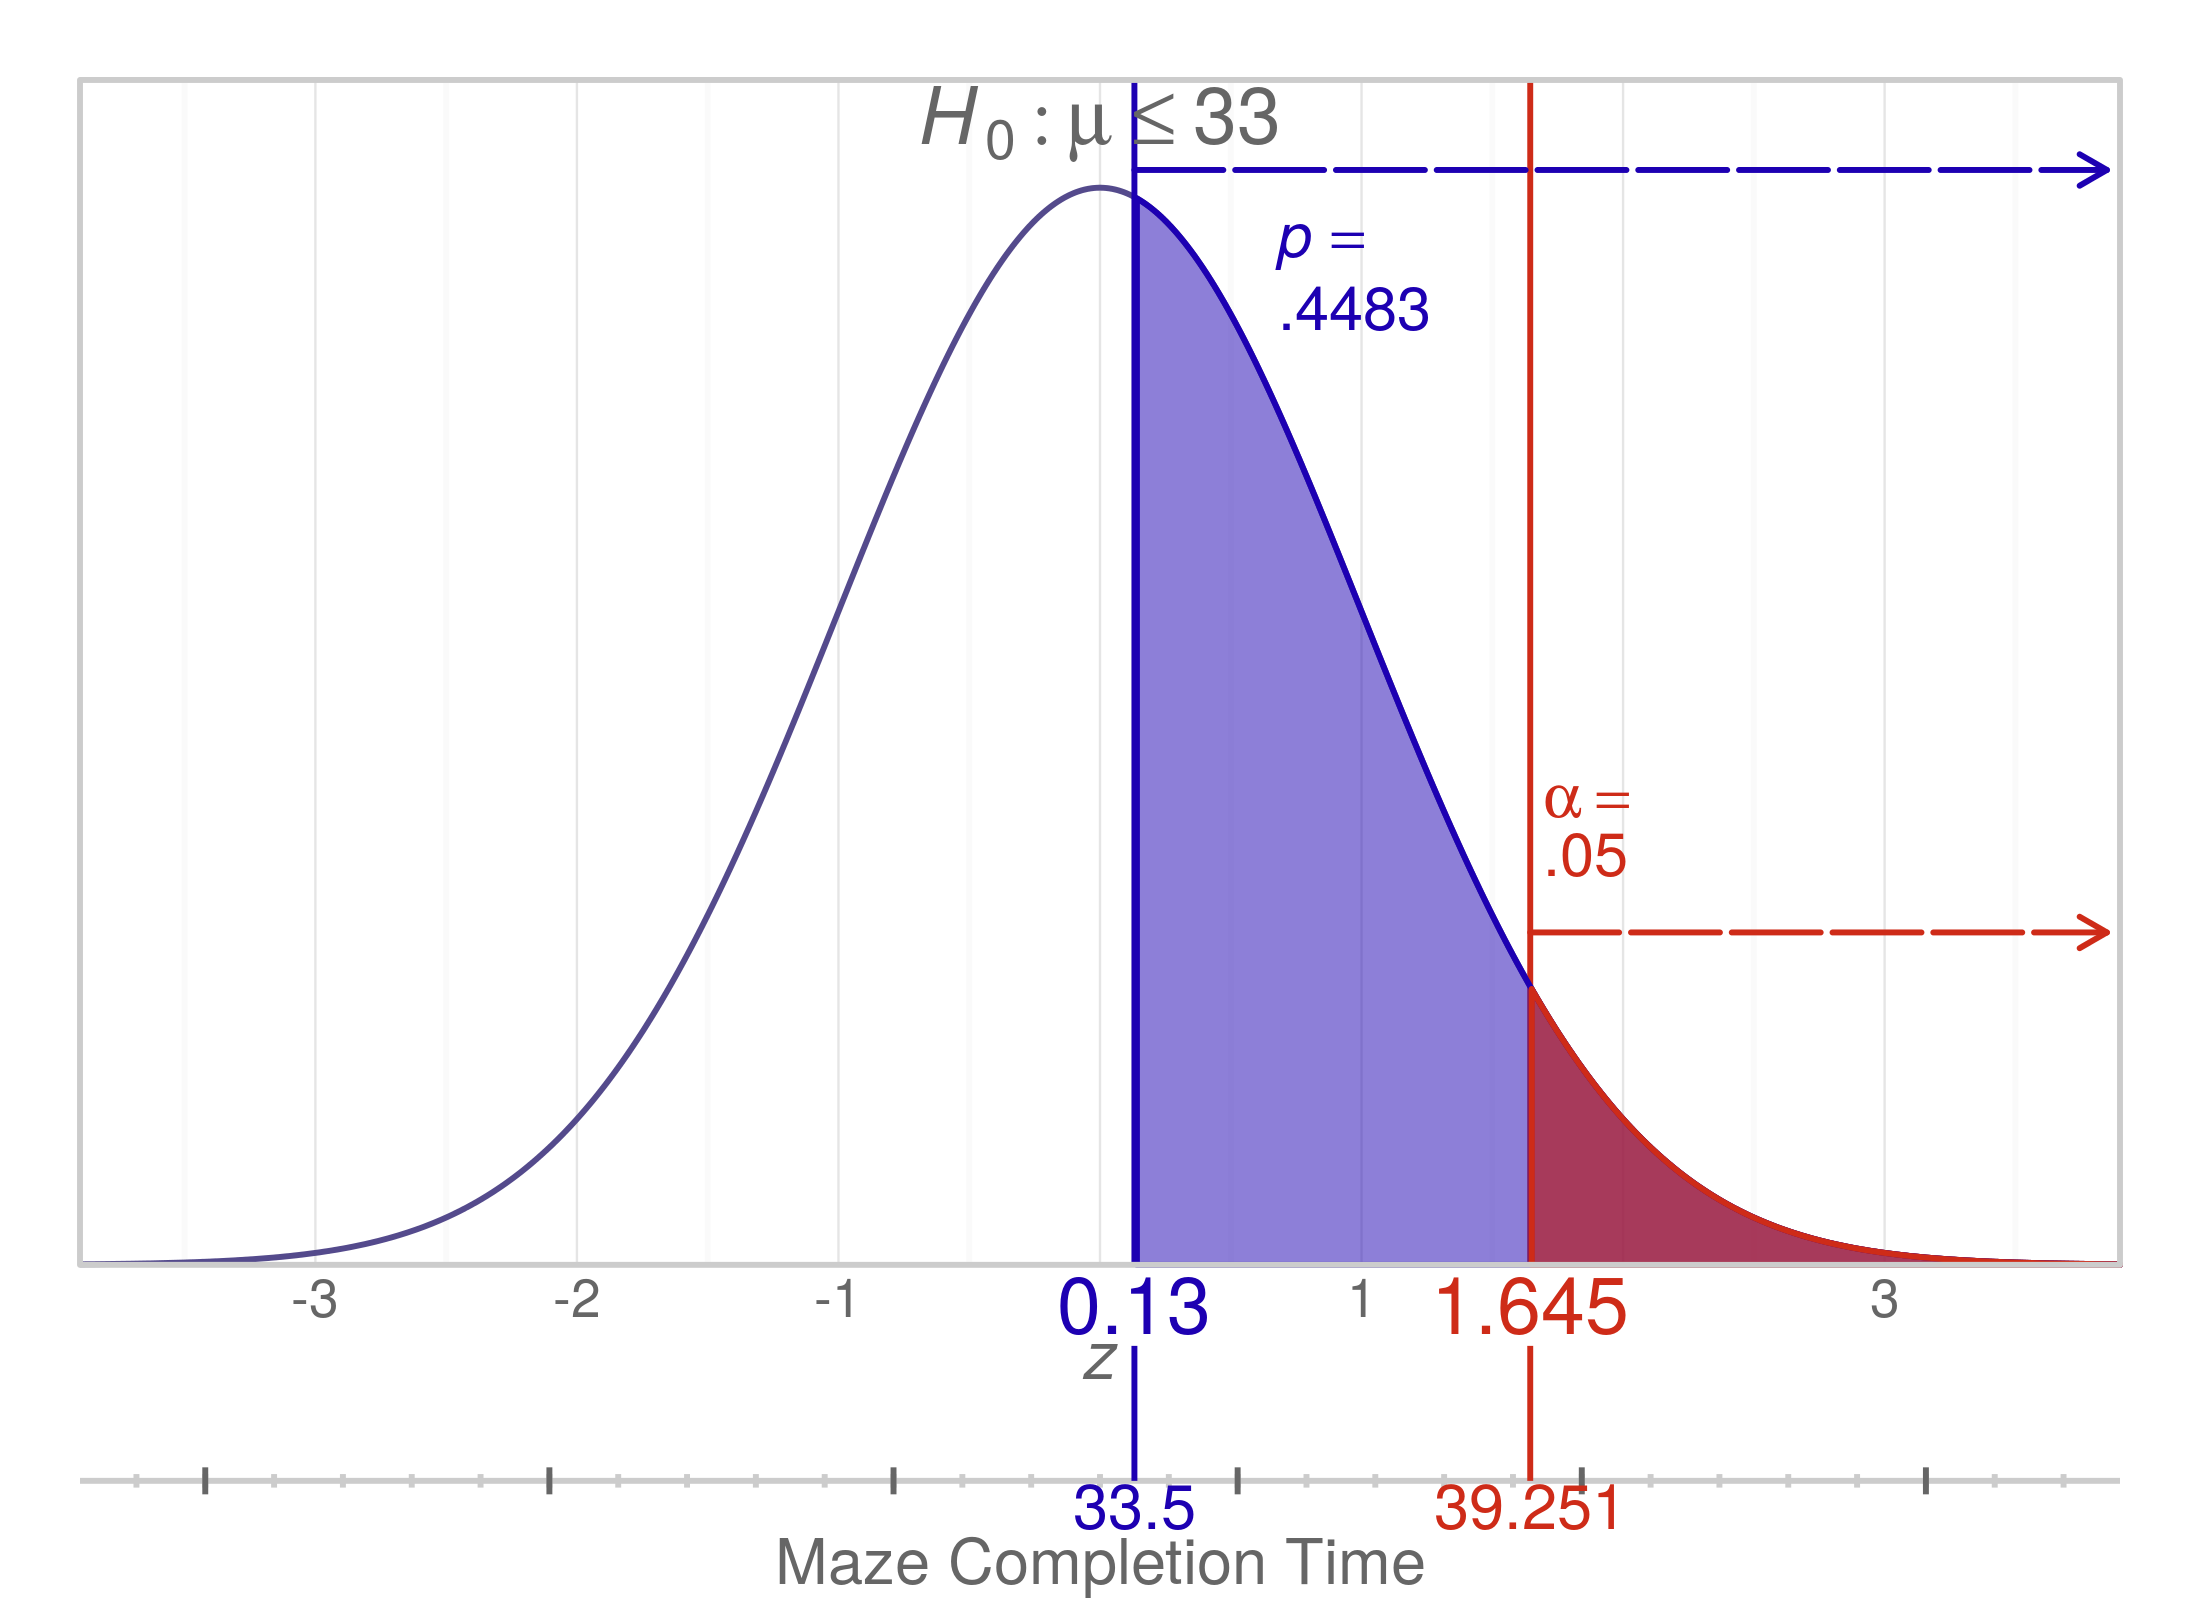 H₀ : μ ≤ 33
p =
.4483
α =
.05
-3 -2 -1 0.13 1 1.645 3
z
33.5 39.251
Maze Completion Time